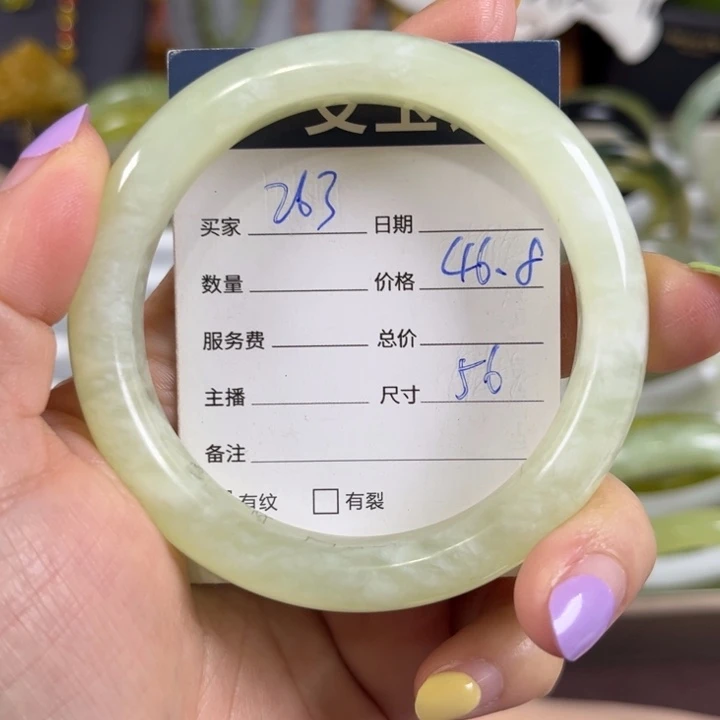 买家 263 日期
数量 价格 46.8
服务费 总价
主播 尺寸 56
备注
有纹 □ 有裂